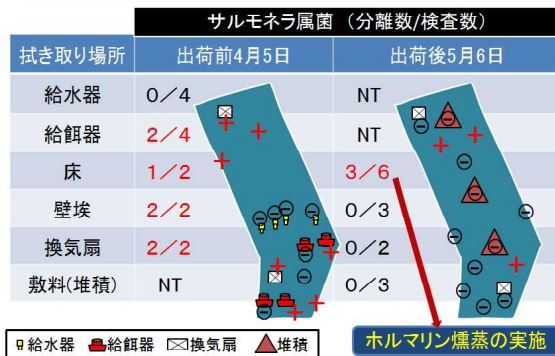 サルモネラ属菌 (分離数/検査数)
拭き取り場所 出荷前4月5日 出荷後5月6日
給水器 0/4 NT
給餌器 2/4 NT
床 1/2 3/6
壁埃 2/2 0/3
換気扇 2/2 0/2
敷料(堆積) NT 0/3
給水器 給餌器 換気扇 堆積
ホルマリン燻蒸の実施